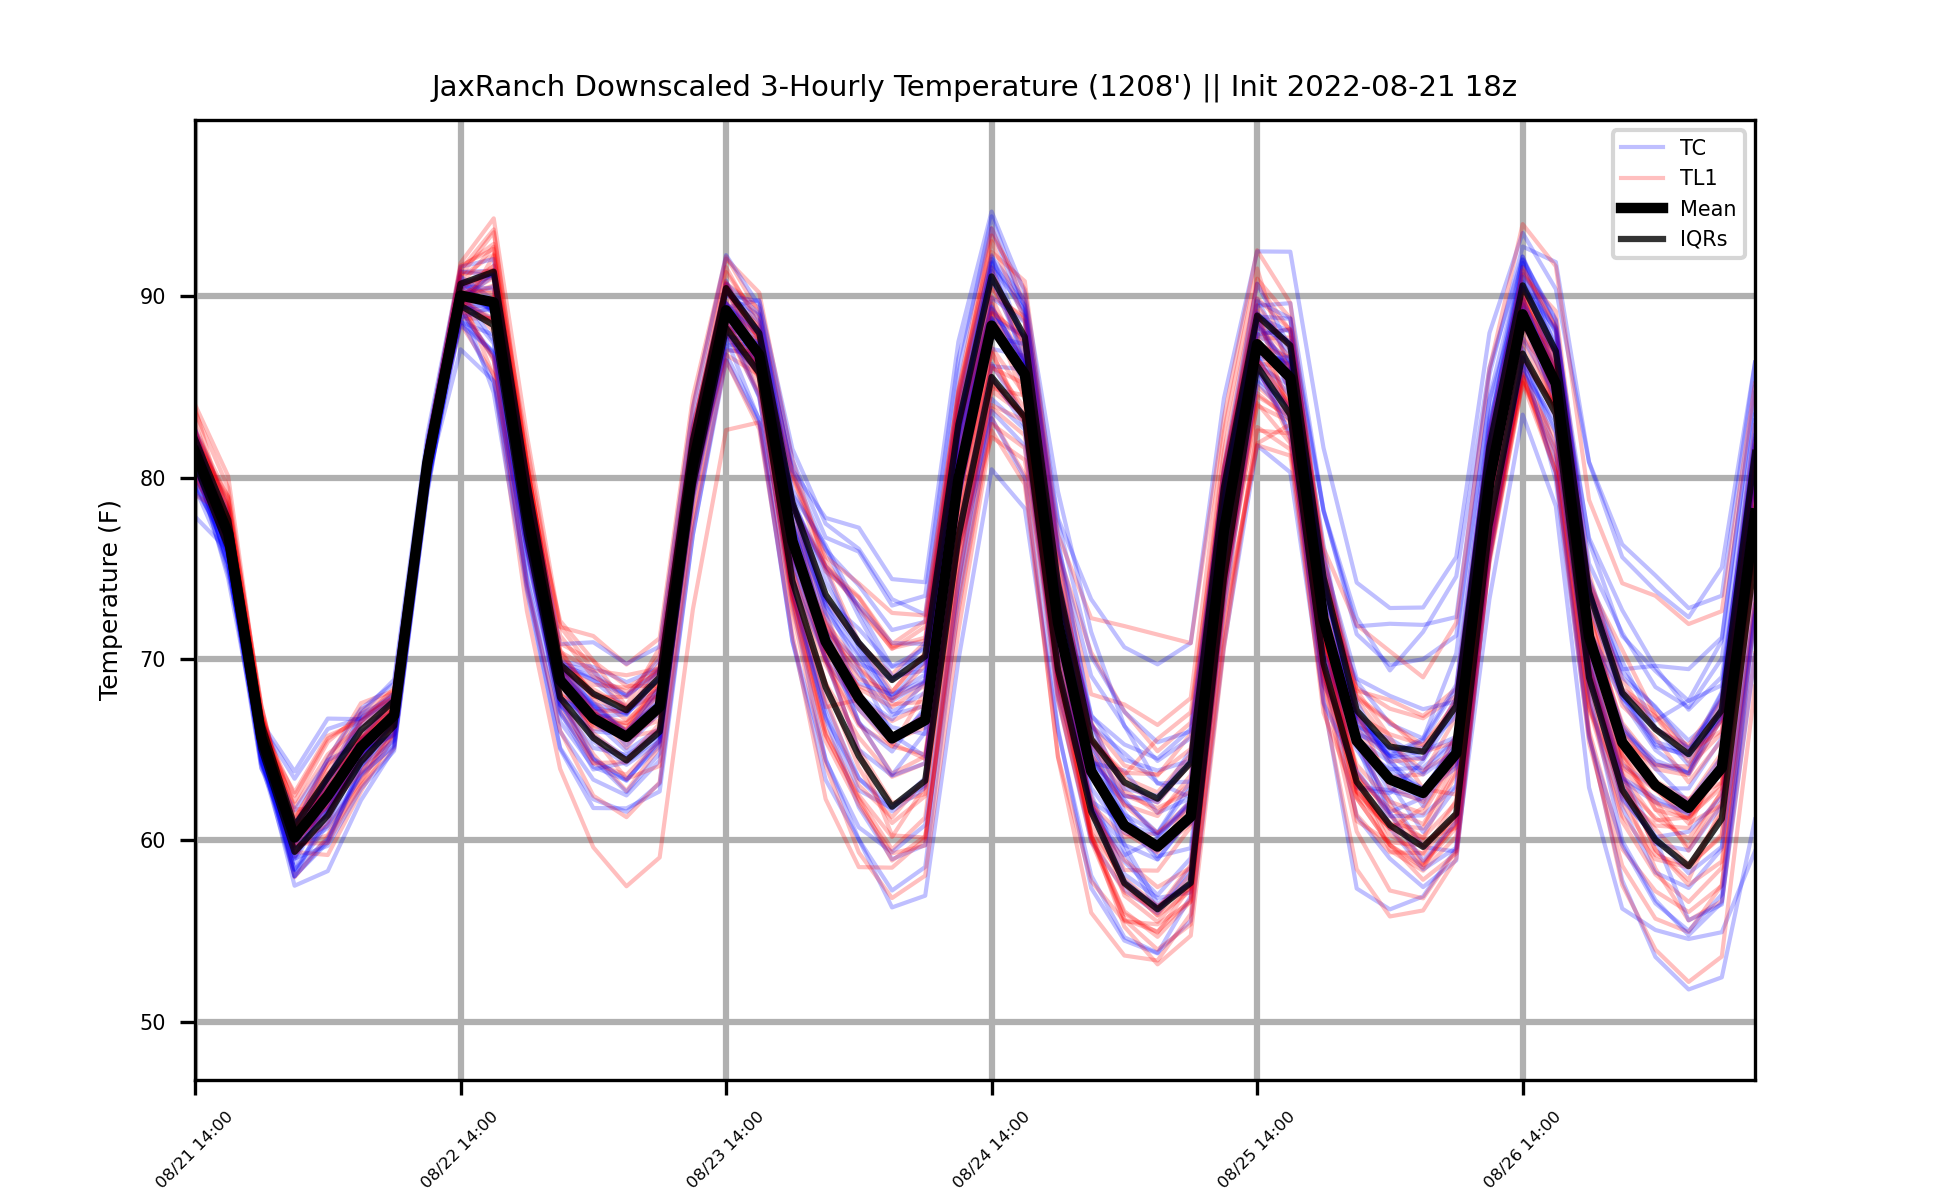 JaxRanch Downscaled 3-Hourly Temperature (1208') || Init 2022-08-21 18z
TC
TL1
Mean
IQRs
Temperature (F)
90
80
70
60
50
08/21 14:00
08/22 14:00
08/23 14:00
08/24 14:00
08/25 14:00
08/26 14:00